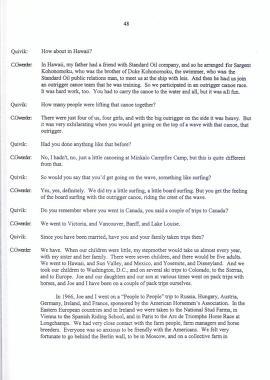 48
Quivik: How about in Hawaii?
C.Owenler: In Hawaii, my father had a friend with Standard Oil company, and so he arranged for Sargent
Kohonomoku, who was the brother of Duke Kohonomoku, the swimmer, who was the
Standard Oil public relations man, to meet us at the ship with leis. And then he had us join
an outrigger canoe team that he was training. So we participated in an outrigger canoe race.
It was hard work, too. You had to carry the canoe to the water and all, but it was all fun.
Quivik: How many people were lifting that canoe together?
There were just four of us, four girls, and with the big outrigger on the side it was heavy. But
it was very exhilarating when you would get going on the top of a wave with that canoe, that
outrigger.
Quivik: Had you done anything like that before?
No, I hadn't, no, just a little canoeing at Minkalo Campfire Camp, but this is quite different
from that.
Quivik: So would you say that you'd get going on the wave, something like surfing?
Yes, yes, definitely. We did try a little surfing, a little board surfing. But you get the feeling
of the board surfing with the outrigger canoe, riding the crest of the wave.
Quivik: Do you remember where you went in Canada, you said a couple of trips to Canada?
We went to Victoria, and Vancouver, Banff, and Lake Louise.
Quivik: Since you have been married, have you and your family taken trips then?
We have. When our children were little, my stepmother would take us almost every year,
with my sister and her family. There were seven children, and there would be five adults.
We went to Hawaii, and Sun Valley, and Mexico, and Yosemite, and Disneyland. And we
took our children to Washington, D.C., and on several ski trips to Colorado, to the Sierras,
and to Europe. Joe and our daughters and our son at various times went on pack trips with
horses, and Joe and I have been on a couple of pack trips ourselves.
In 1966, Joe and I went on a "People to People" trip to Russia, Hungary, Austria,
Germany, Ireland, and France, sponsored by the American Horseman's Association. In the
Eastern European countries and in Ireland we were taken to the National Stud Farms, in
Vienna to the Spanish Riding School, and in Paris to the Arc de Triomphe Horse Race at
Longchamps. We had very close contact with the farm people, farm managers and horse
breeders. Everyone was so anxious to be friendly with the Americans. We felt very
fortunate to go behind the Berlin wall, to be in Moscow, and on a collective farm in